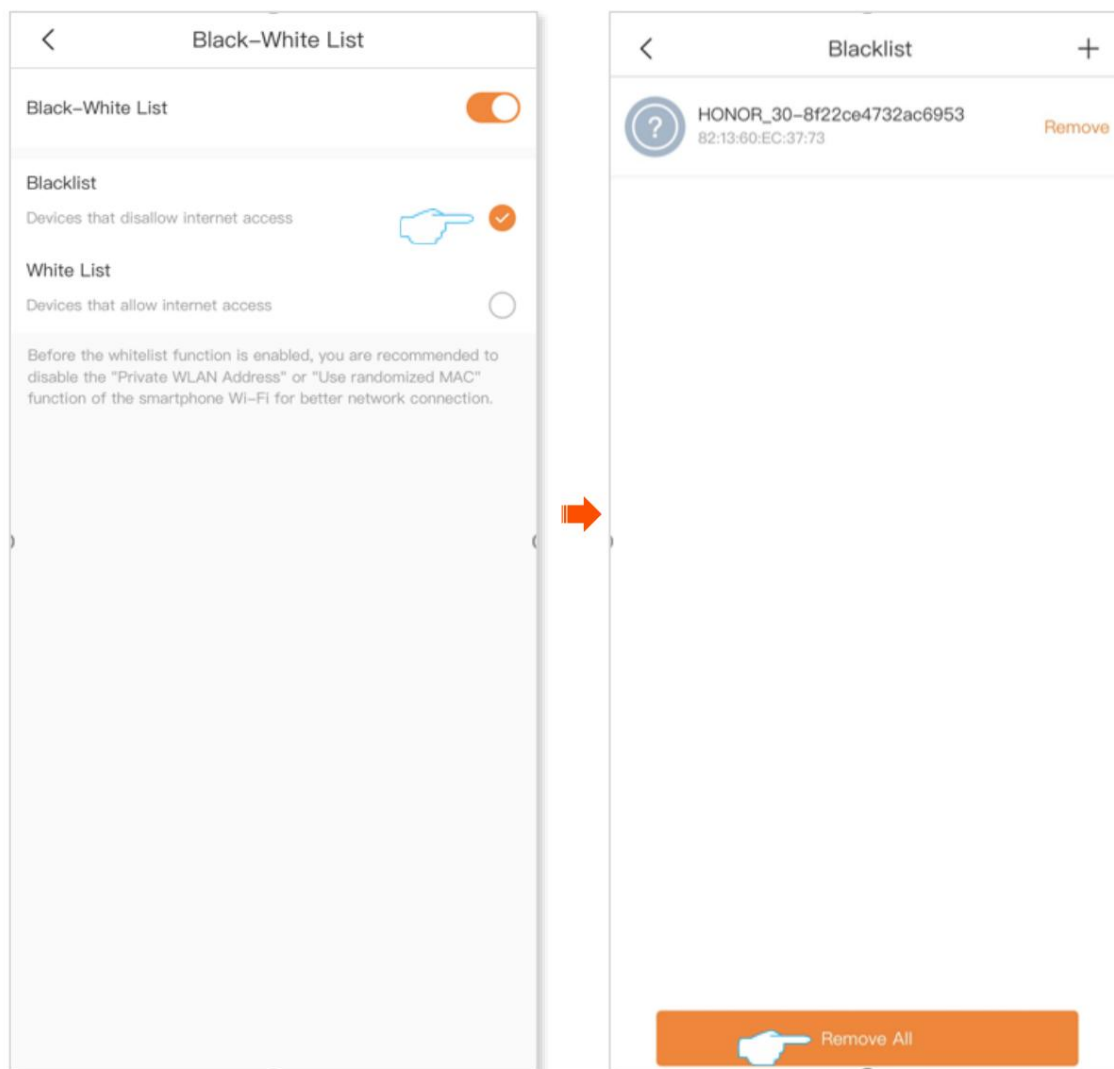 Black-White List
Black-White List
Blacklist
Devices that disallow internet access
White List
Devices that allow internet access
Before the whitelist function is enabled, you are recommended to
disable the "Private WLAN Address" or "Use randomized MAC"
function of the smartphone Wi-Fi for better network connection.
Blacklist
HONOR_30-8f22ce4732ac6953
82:13:60:EC:37:73
Remove
Remove All